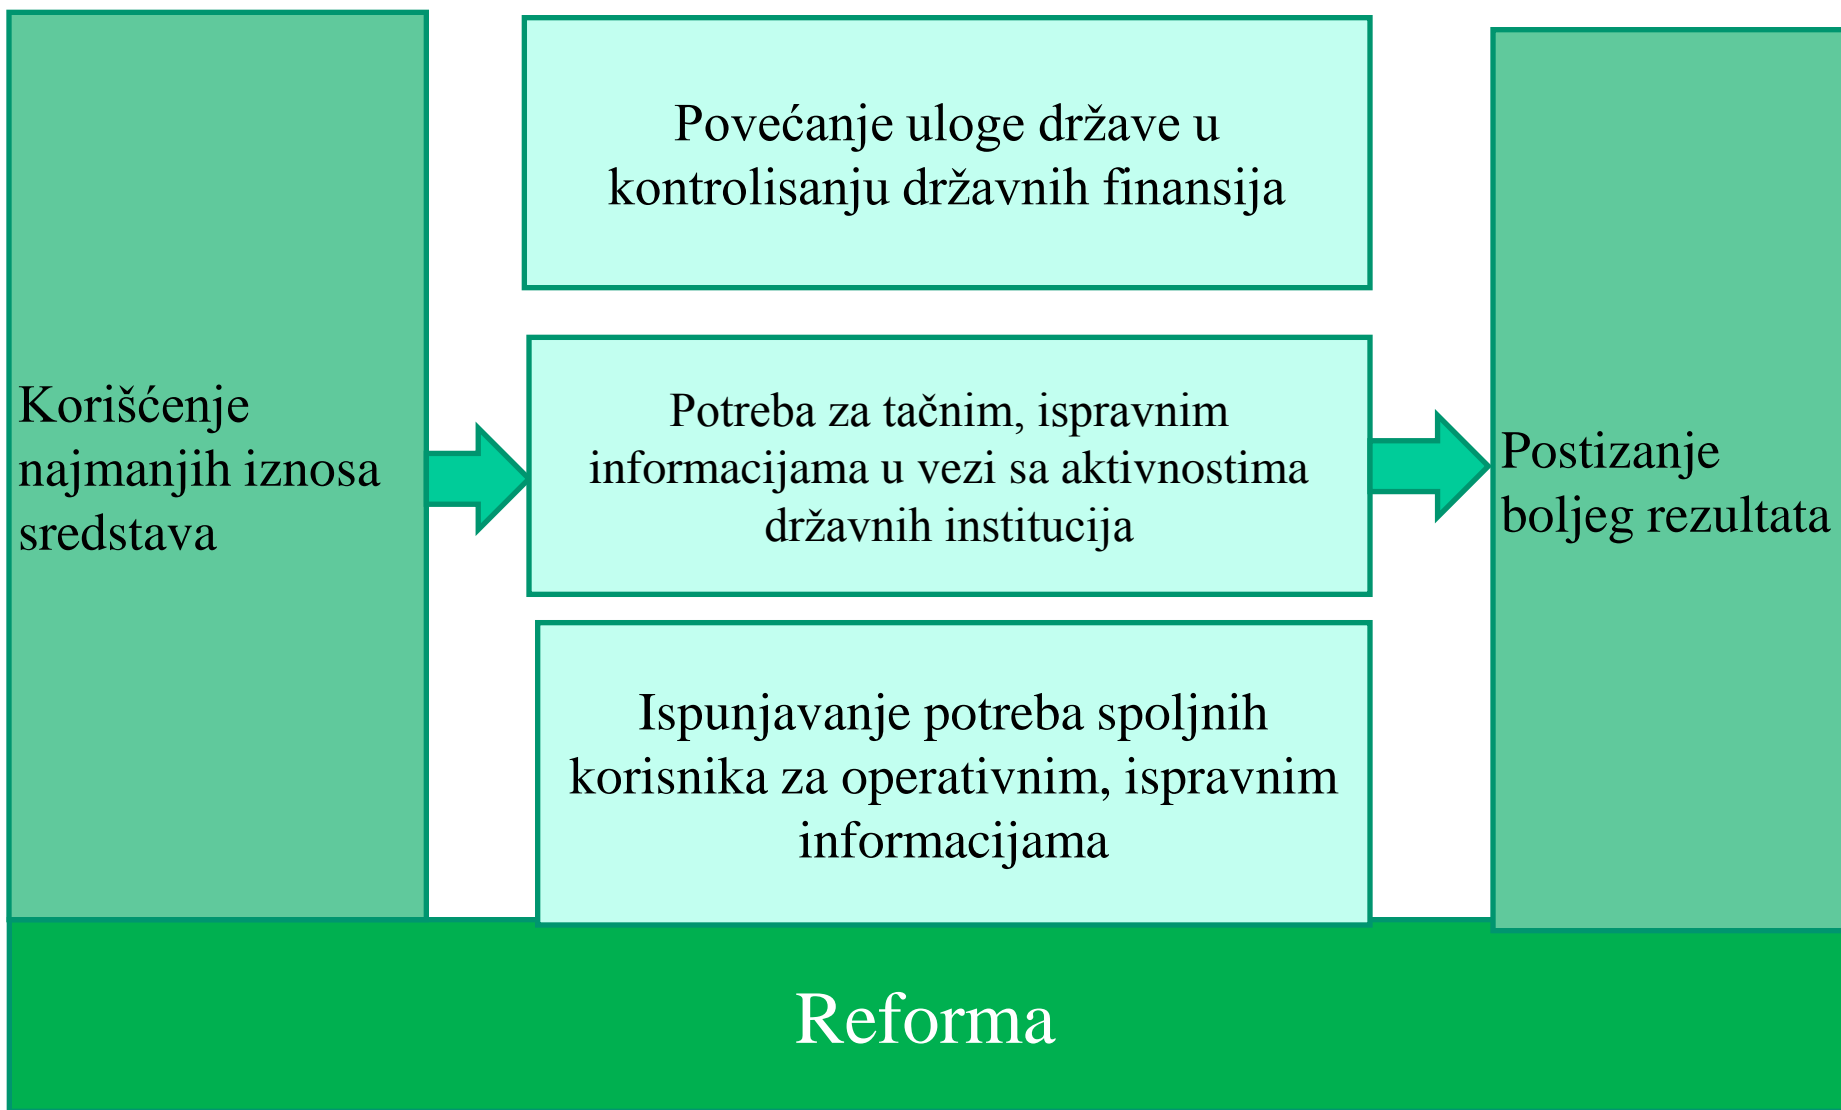 Korišćenje
najmanjih iznosa
sredstava
Povećanje uloge države u
kontrolisanju državnih finansija
Potreba za tačnim, ispravnim
informacijama u vezi sa aktivnostima
državnih institucija
Ispunjavanje potreba spoljnih
korisnika za operativnim, ispravnim
informacijama
Postizanje
boljeg rezultata
Reforma